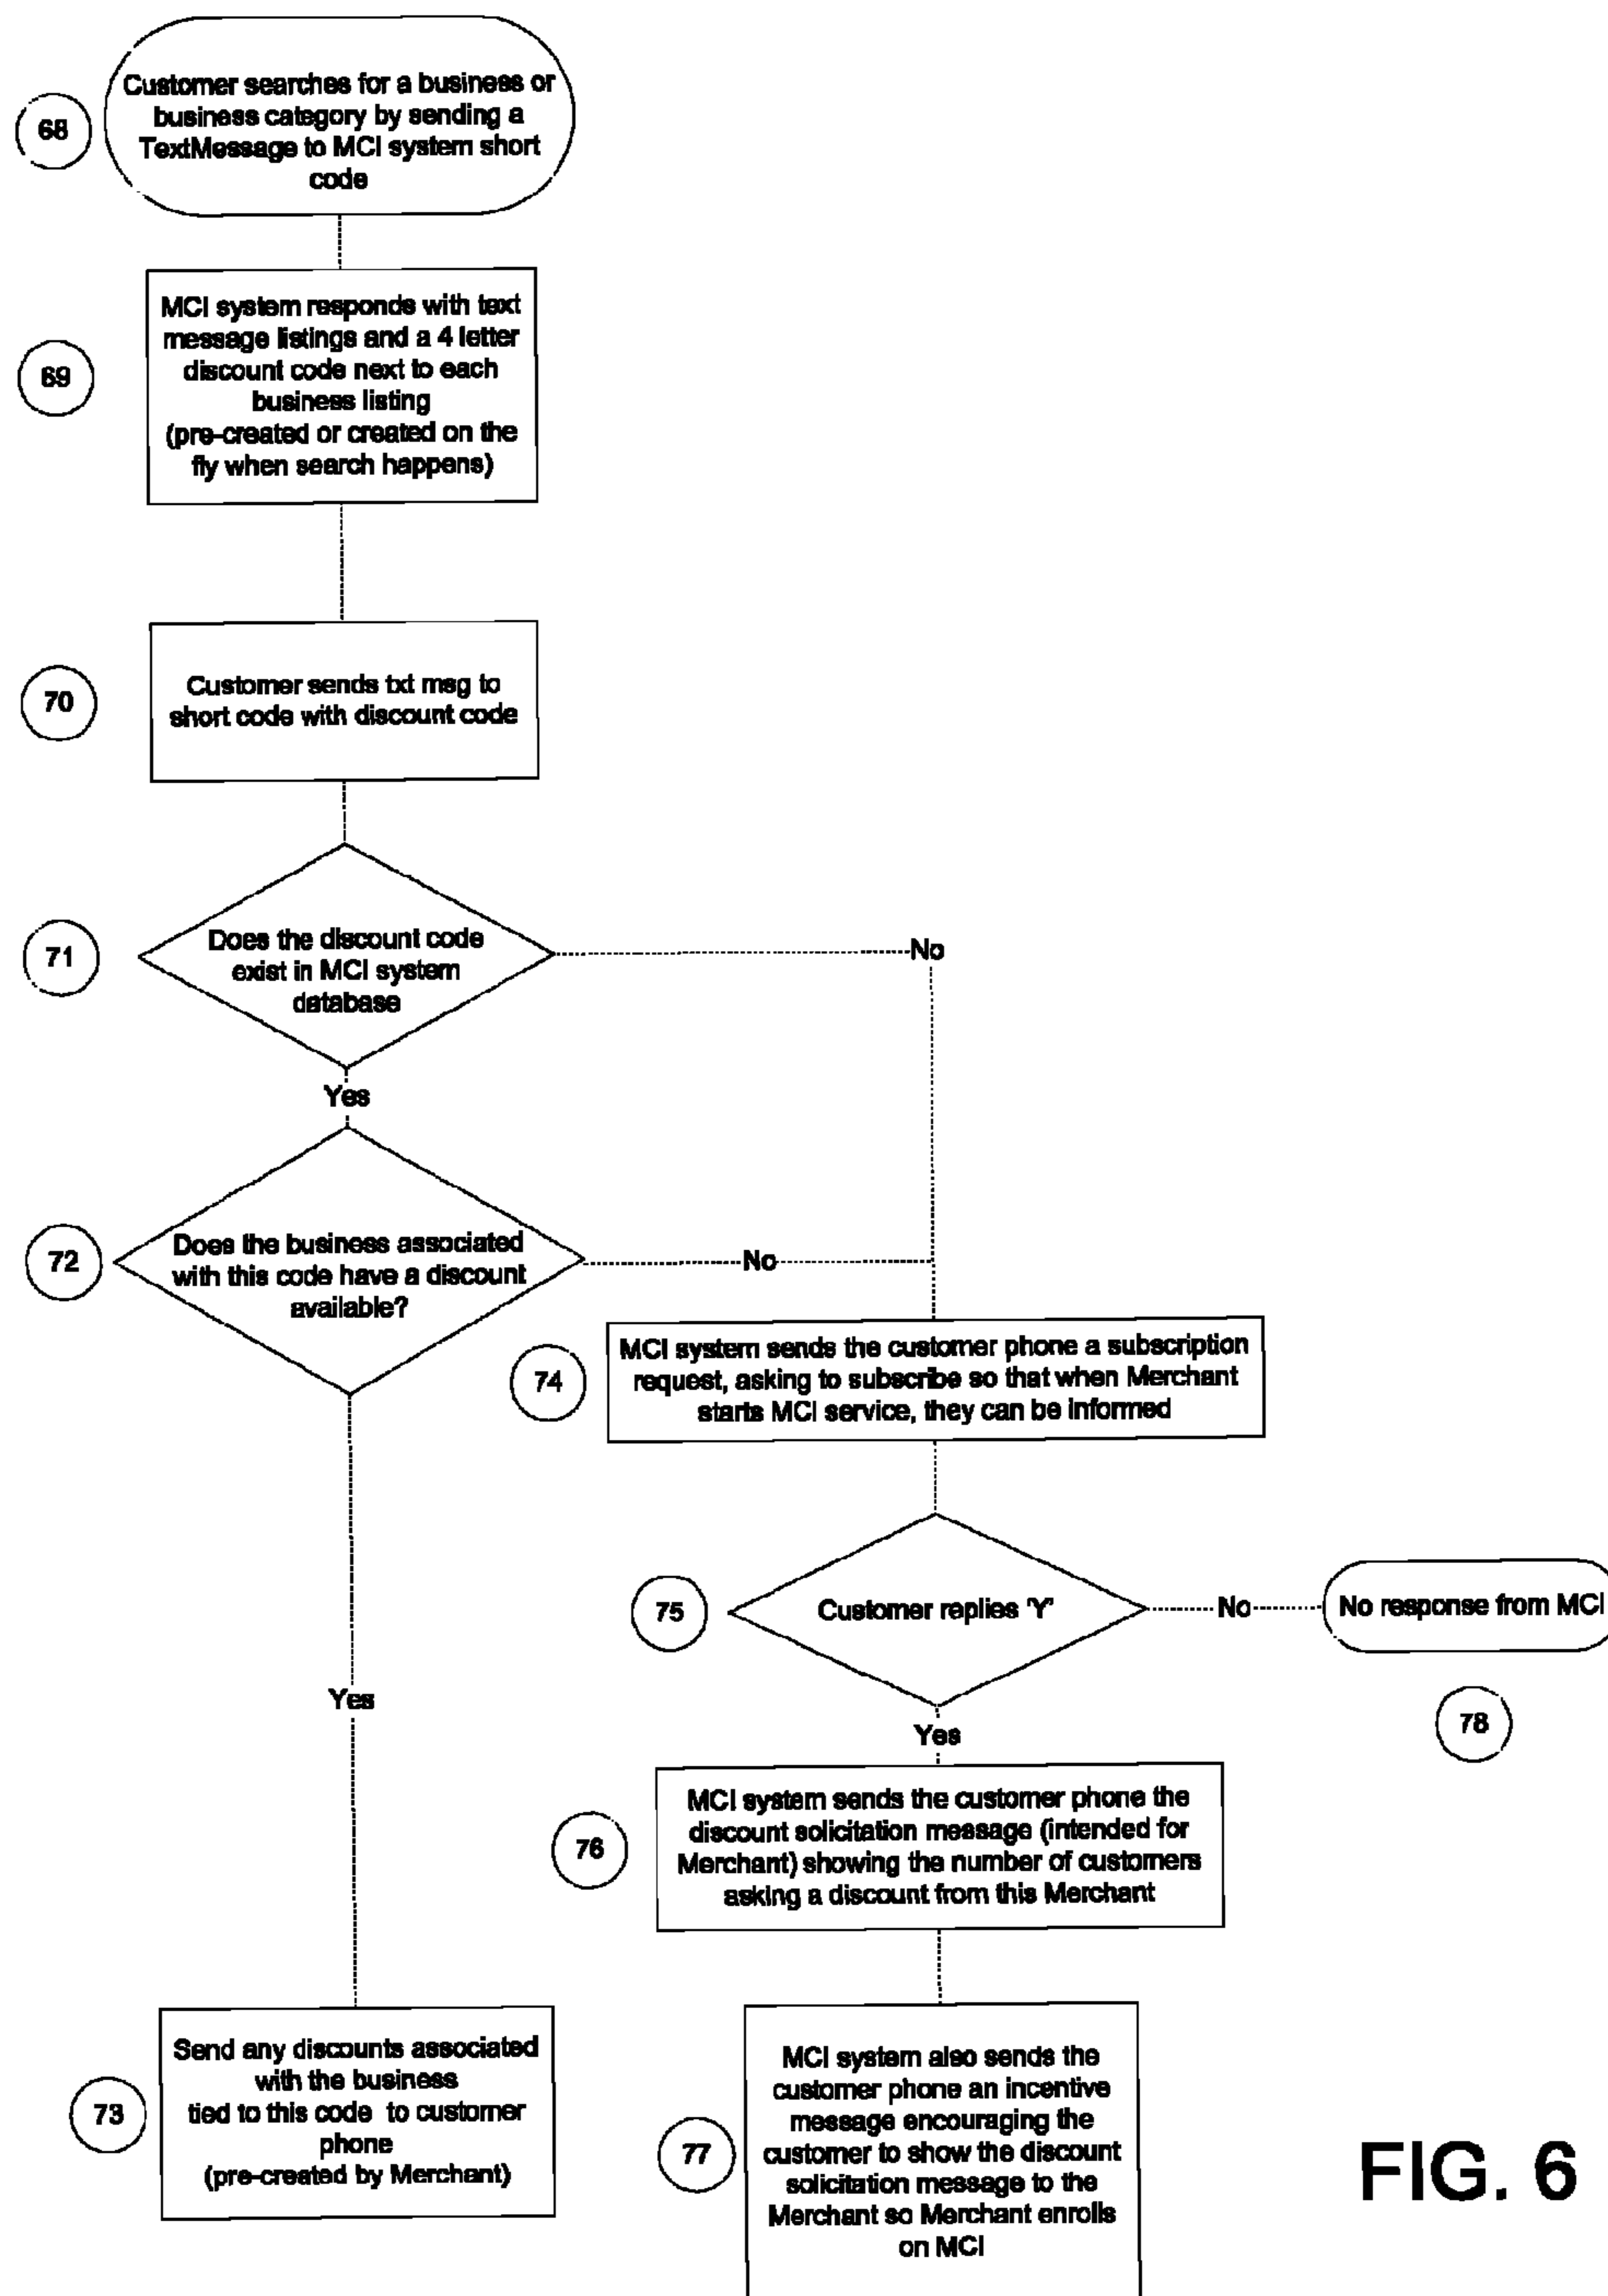 68
Customer searches for a business or
business category by sending a
TextMessage to MCI system short
code
69
MCI system responds with text
message listings and a 4 letter
discount code next to each
business listing
(pre-created or created on the
fly when search happens)
70
Customer sends txt msg to
short code with discount code
71
Does the discount code
exist in MCI system
database
No
Yes
72
Does the business associated
with this code have a discount
available?
No
74
MCI system sends the customer phone a subscription
request, asking to subscribe so that when Merchant
starts MCI service, they can be informed
75
Customer replies 'Y'
No
No response from MCI
78
Yes
Yes
76
MCI system sends the customer phone the
discount solicitation message (intended for
Merchant) showing the number of customers
asking a discount from this Merchant
73
Send any discounts associated
with the business
tied to this code to customer
phone
(pre-created by Merchant)
77
MCI system also sends the
customer phone an incentive
message encouraging the
customer to show the discount
solicitation message to the
Merchant so Merchant enrolls
on MCI
FIG. 6